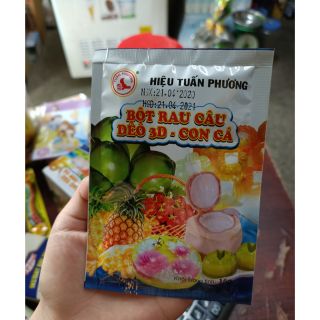 HIỆU TUẤN PHƯƠNG
NSX:21-04-2020
HSD:21-04-2021
BỘT RAU CÂU
DẺO 3D - CON CÁ